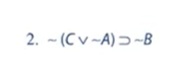 2. ~ (C ∨ ~A) ⊃ ~B